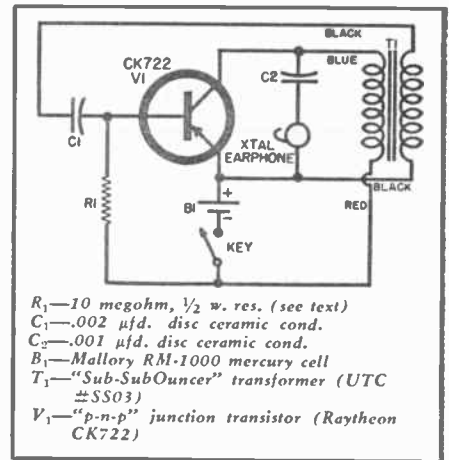 BLACK
T1
BLUE
CK722
V1
C2
C1
XTAL
EARPHONE
BLACK
R1
+
B1
-
RED
KEY
R₁—10 megohm, ½ w. res. (see text)
C₁—.002 μfd. disc ceramic cond.
C₂—.001 μfd. disc ceramic cond.
B₁—Mallory RM-1000 mercury cell
T₁—"Sub-SubOuncer" transformer (UTC
#SS03)
V₁—"p-n-p" junction transistor (Raytheon
CK722)